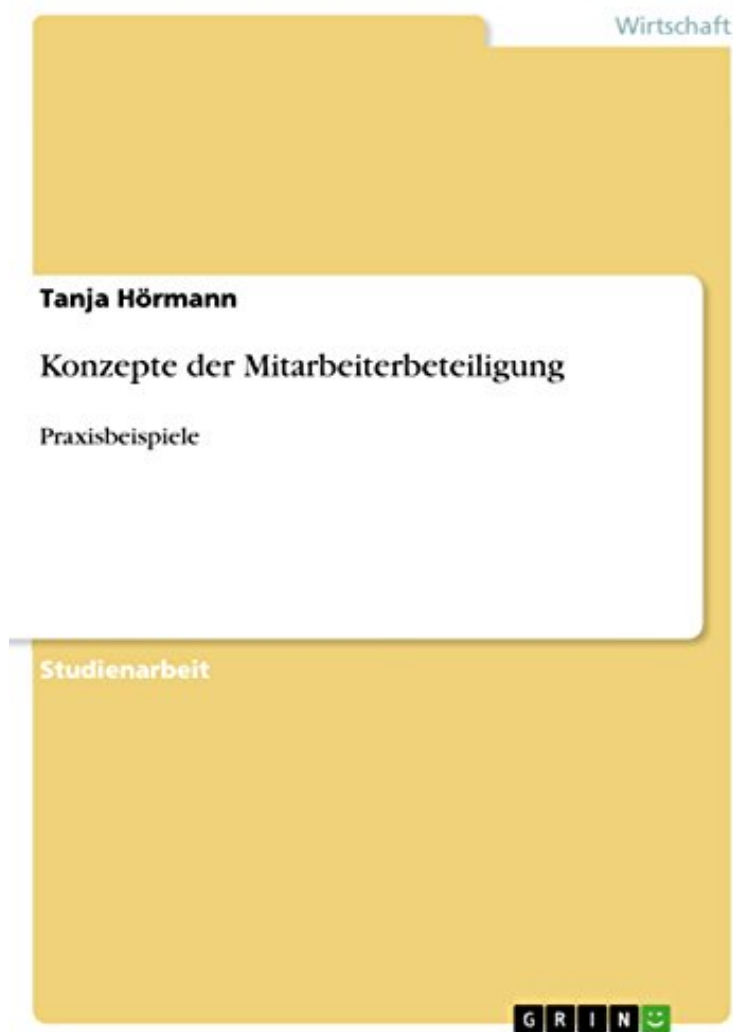 Wirtschaft
Tanja Hörmann
Konzepte der Mitarbeiterbeteiligung
Praxisbeispiele
Studienarbeit
GRIN